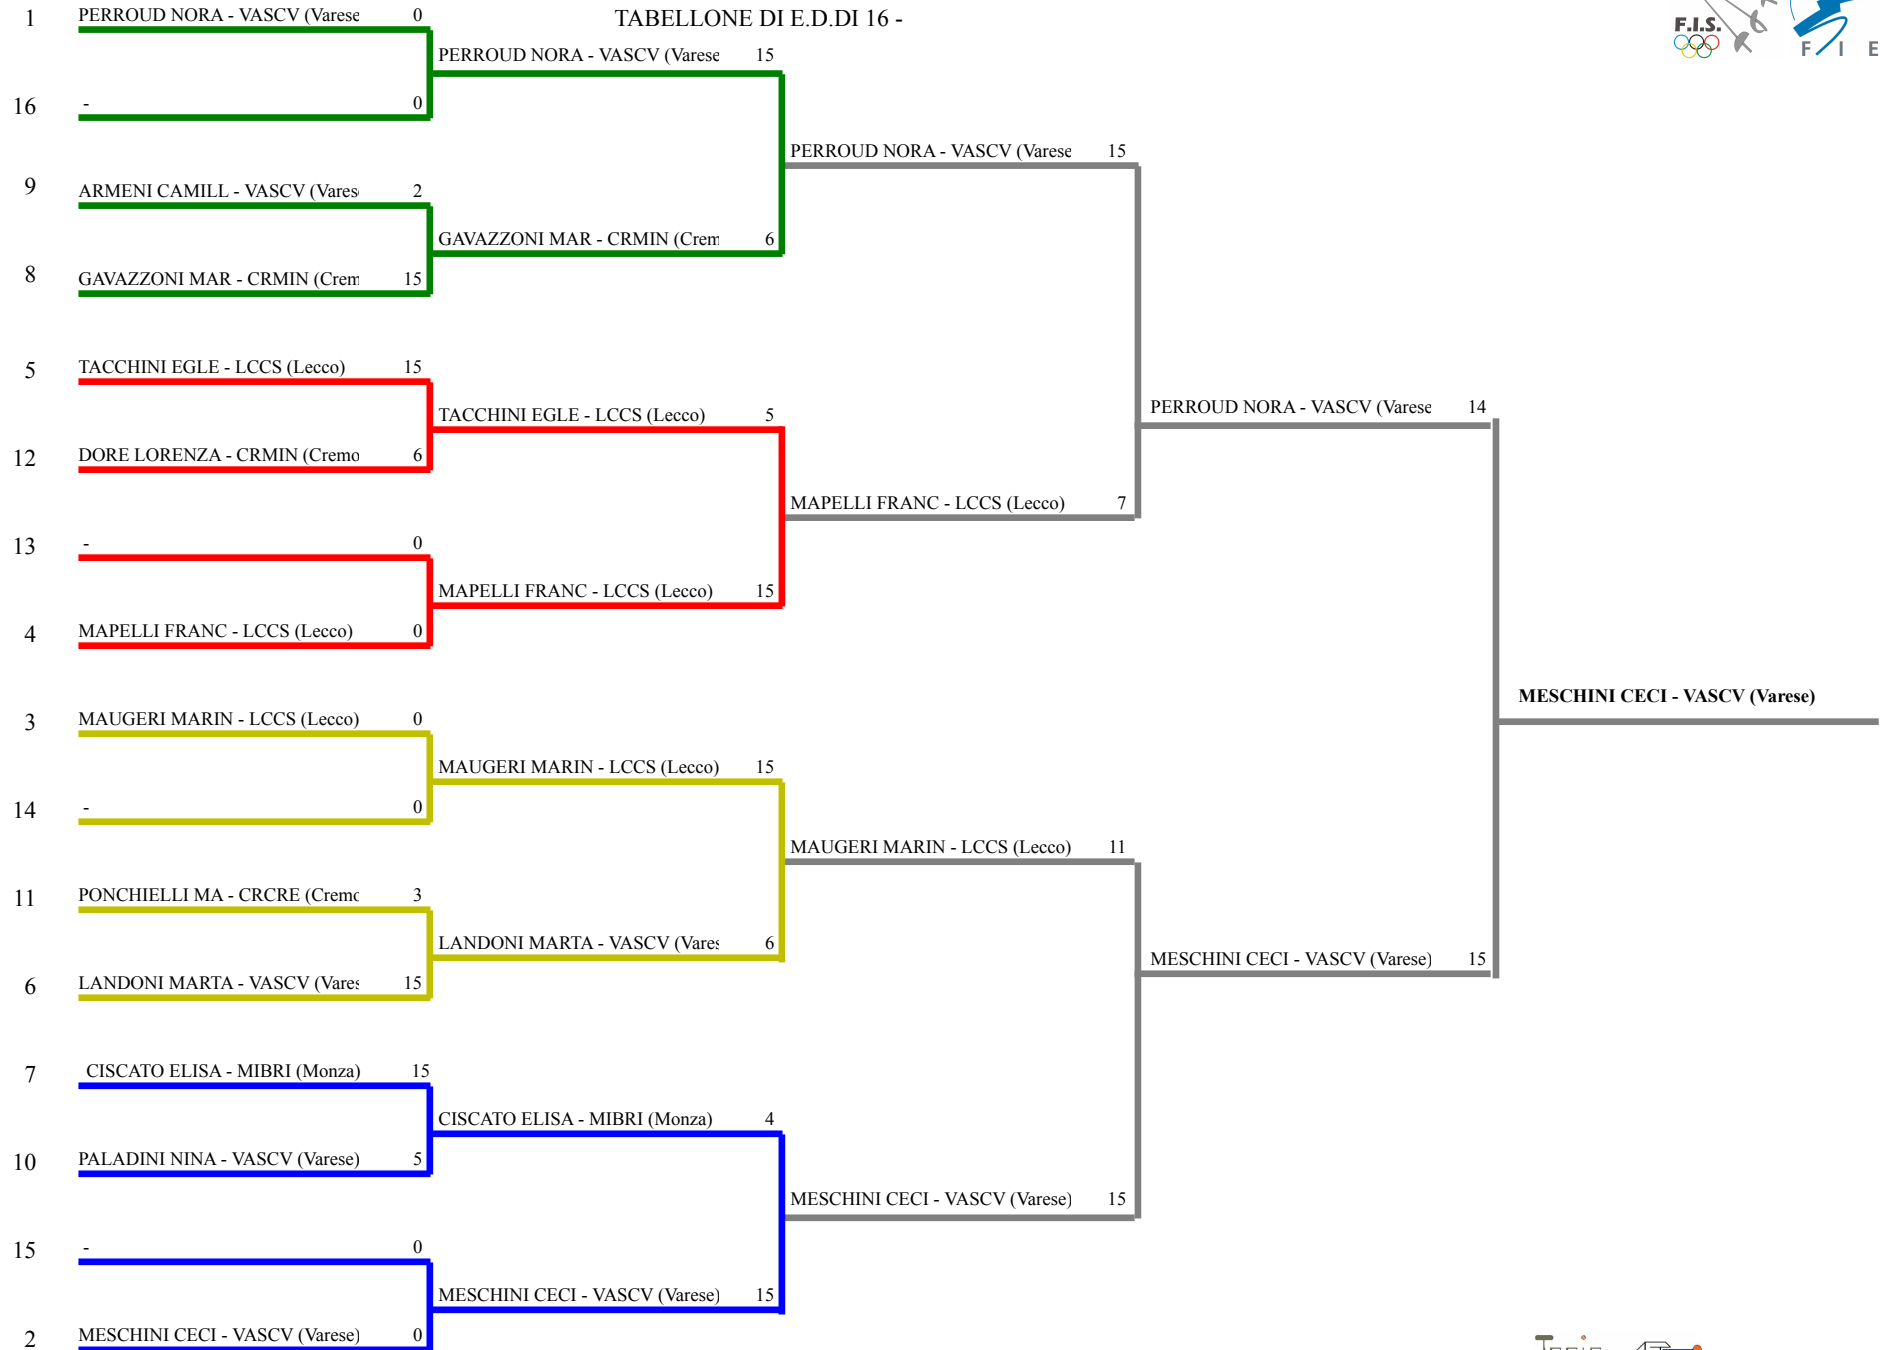 TABELLONE DI E.D.DI 16 -
F.I.S.
F I E
1 PERROUD NORA - VASCV (Varese 0
PERROUD NORA - VASCV (Varese 15
16 - 0
PERROUD NORA - VASCV (Varese 15
9 ARMENI CAMILL - VASCV (Vares 2
GAVAZZONI MAR - CRMIN (Crem 6
8 GAVAZZONI MAR - CRMIN (Crem 15
5 TACCHINI EGLE - LCCS (Lecco) 15
PERROUD NORA - VASCV (Varese 14
TACCHINI EGLE - LCCS (Lecco) 5
12 DORE LORENZA - CRMIN (Cremo 6
MAPELLI FRANC - LCCS (Lecco) 7
13 - 0
MAPELLI FRANC - LCCS (Lecco) 15
4 MAPELLI FRANC - LCCS (Lecco) 0
MESCHINI CECI - VASCV (Varese)
3 MAUGERI MARIN - LCCS (Lecco) 0
MAUGERI MARIN - LCCS (Lecco) 15
14 - 0
MAUGERI MARIN - LCCS (Lecco) 11
11 PONCHIELLI MA - CRCRE (Cremo 3
LANDONI MARTA - VASCV (Vares 6
MESCHINI CECI - VASCV (Varese) 15
6 LANDONI MARTA - VASCV (Vares 15
7 CISCATO ELISA - MIBRI (Monza) 15
CISCATO ELISA - MIBRI (Monza) 4
10 PALADINI NINA - VASCV (Varese) 5
MESCHINI CECI - VASCV (Varese) 15
15 - 0
MESCHINI CECI - VASCV (Varese) 15
2 MESCHINI CECI - VASCV (Varese) 0